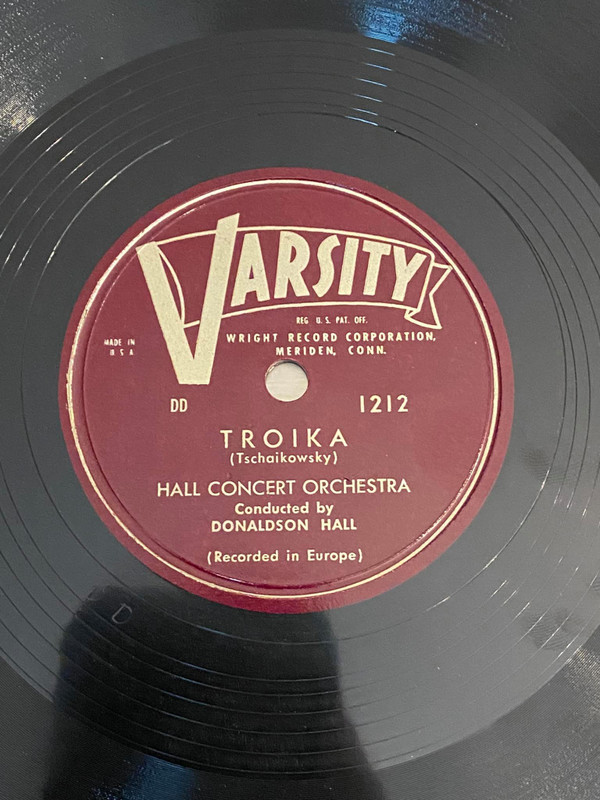 VARSITY
REG U.S. PAT. OFF.
WRIGHT RECORD CORPORATION,
MERIDEN, CONN.
MADE IN
U S A
DD 1212
TROIKA
(Tschaikowsky)
HALL CONCERT ORCHESTRA
Conducted by
DONALDSON HALL
(Recorded in Europe)
D